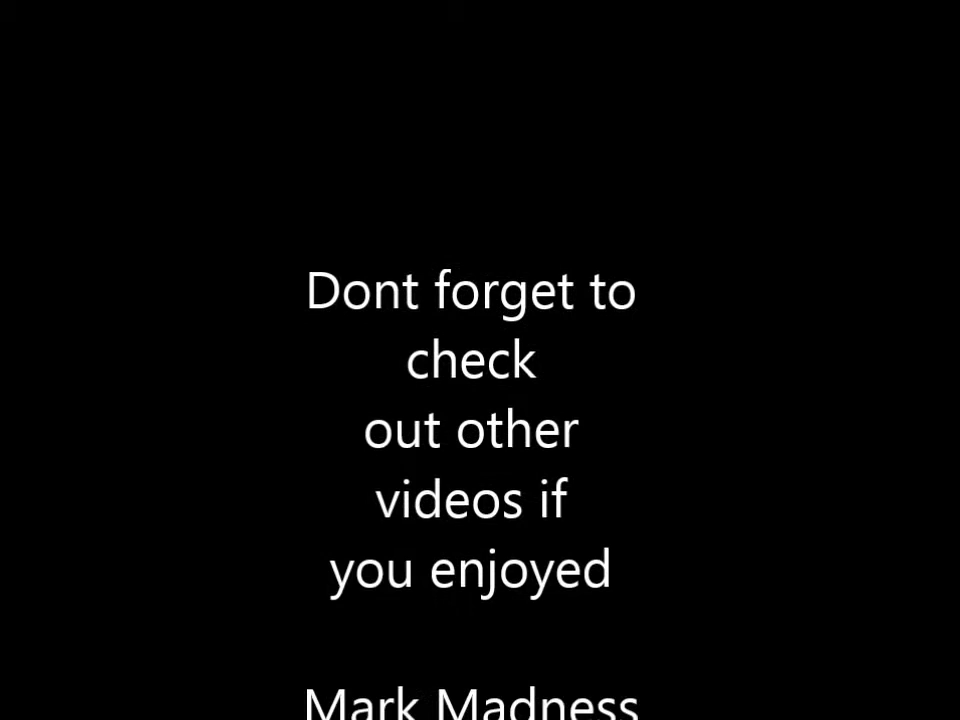 Dont forget to
check
out other
videos if
you enjoyed
Mark Madness